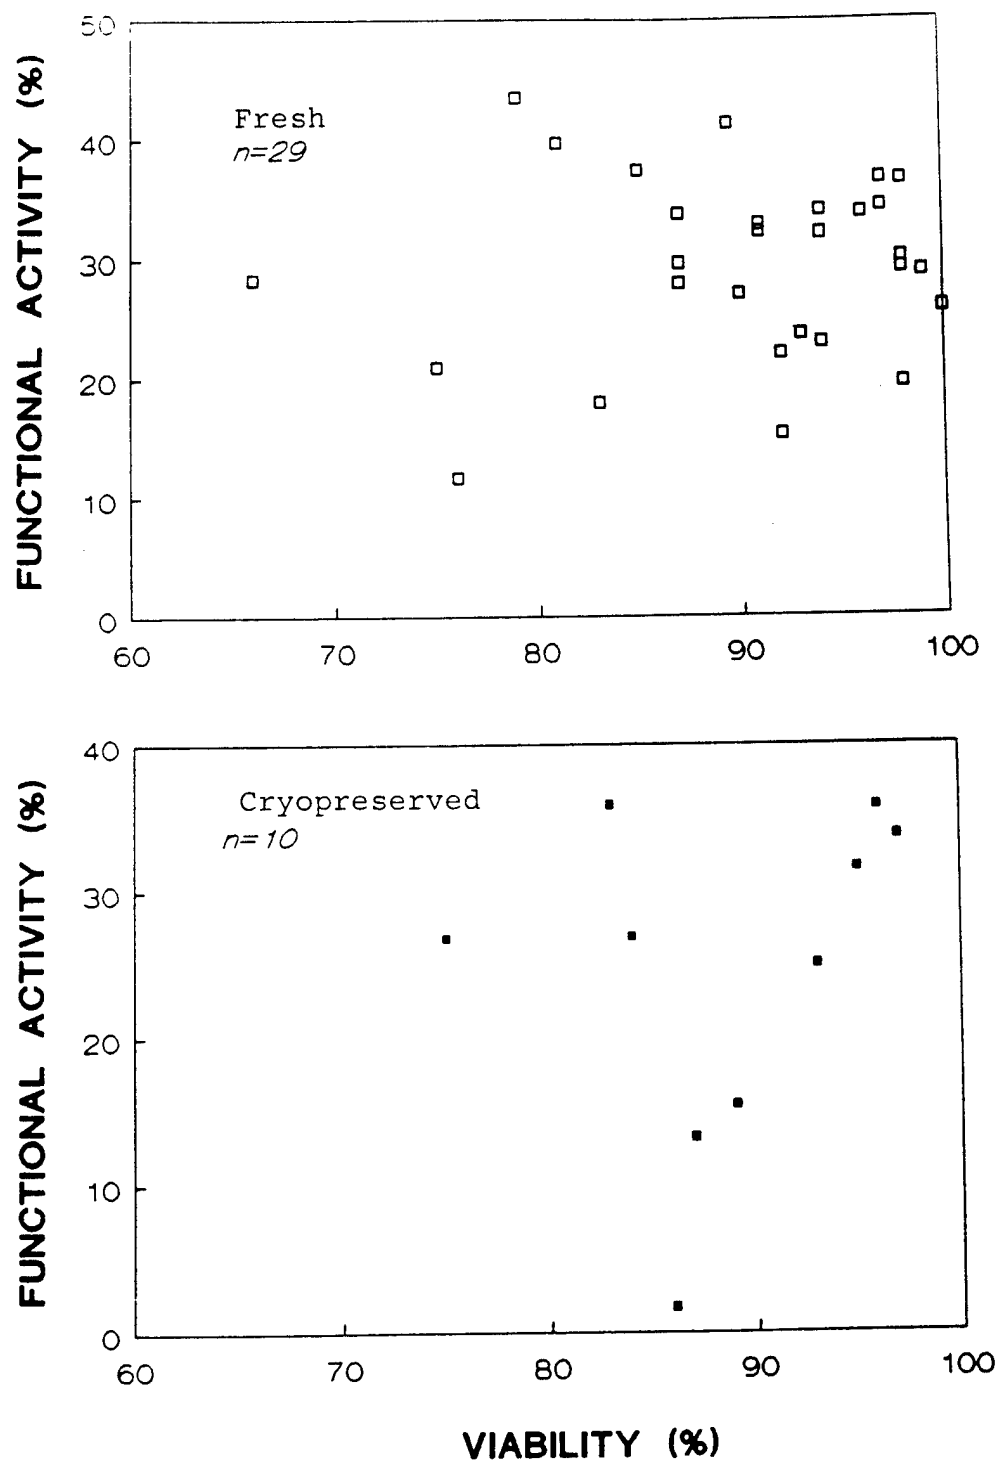 FUNCTIONAL ACTIVITY (%)
50
40
30
20
10
0
Fresh
n=29
60 70 80 90 100
FUNCTIONAL ACTIVITY (%)
40
30
20
10
0
Cryopreserved
n=10
60 70 80 90 100
VIABILITY (%)